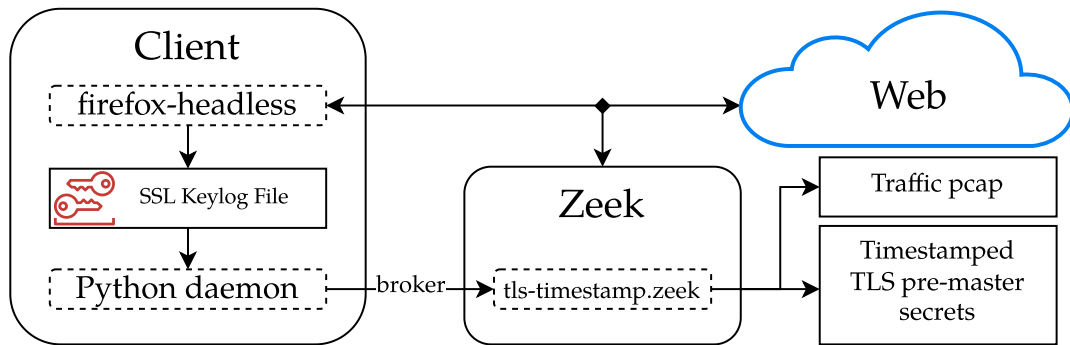 Client
firefox-headless
SSL Keylog File
Python daemon
broker
Zeek
tls-timestamp.zeek
Web
Traffic pcap
Timestamped
TLS pre-master
secrets